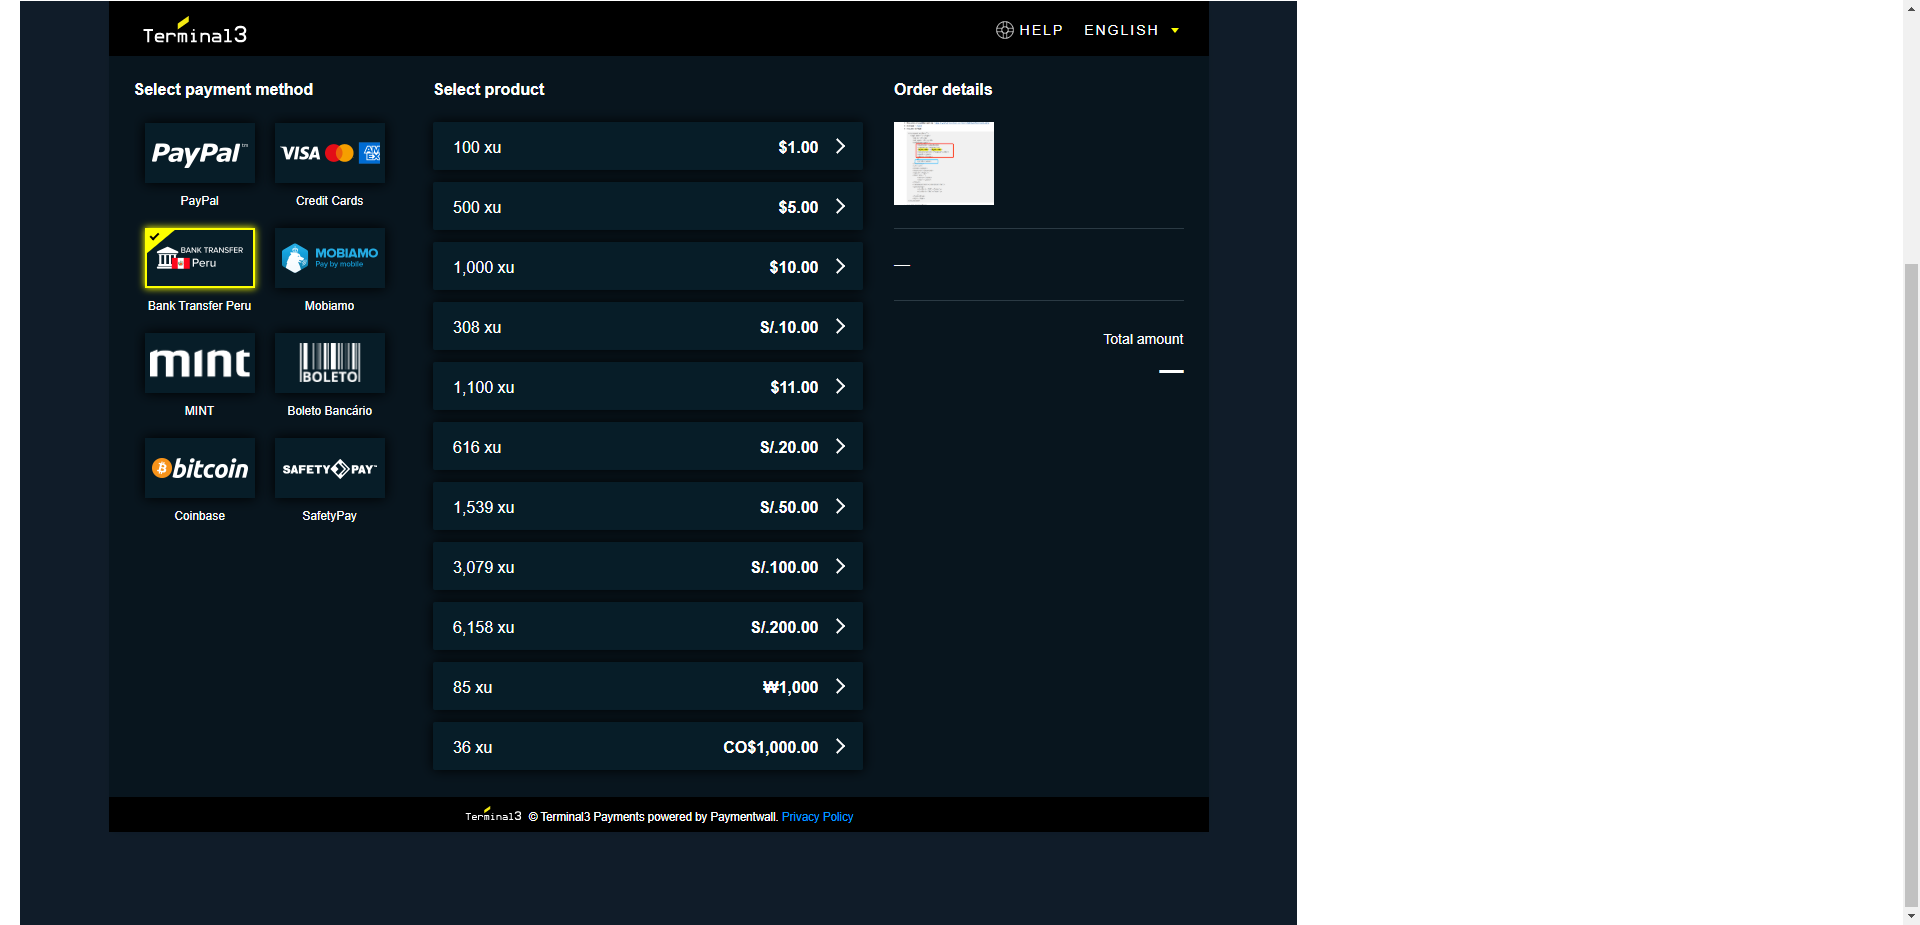 Terminal3
HELP
ENGLISH
Select payment method
PayPal™
PayPal
VISA
AMEX
Credit Cards
BANK TRANSFER
Peru
Bank Transfer Peru
MOBIAMO
Pay by mobile
Mobiamo
mint
MINT
BOLETO
Boleto Bancário
bitcoin
Coinbase
SAFETYPAY™
SafetyPay
Select product
100 xu $1.00
500 xu $5.00
1,000 xu $10.00
308 xu S/.10.00
1,100 xu $11.00
616 xu S/.20.00
1,539 xu S/.50.00
3,079 xu S/.100.00
6,158 xu S/.200.00
85 xu ₩1,000
36 xu CO$1,000.00
Order details
—
Total amount
—
Terminal3 © Terminal3 Payments powered by Paymentwall. Privacy Policy